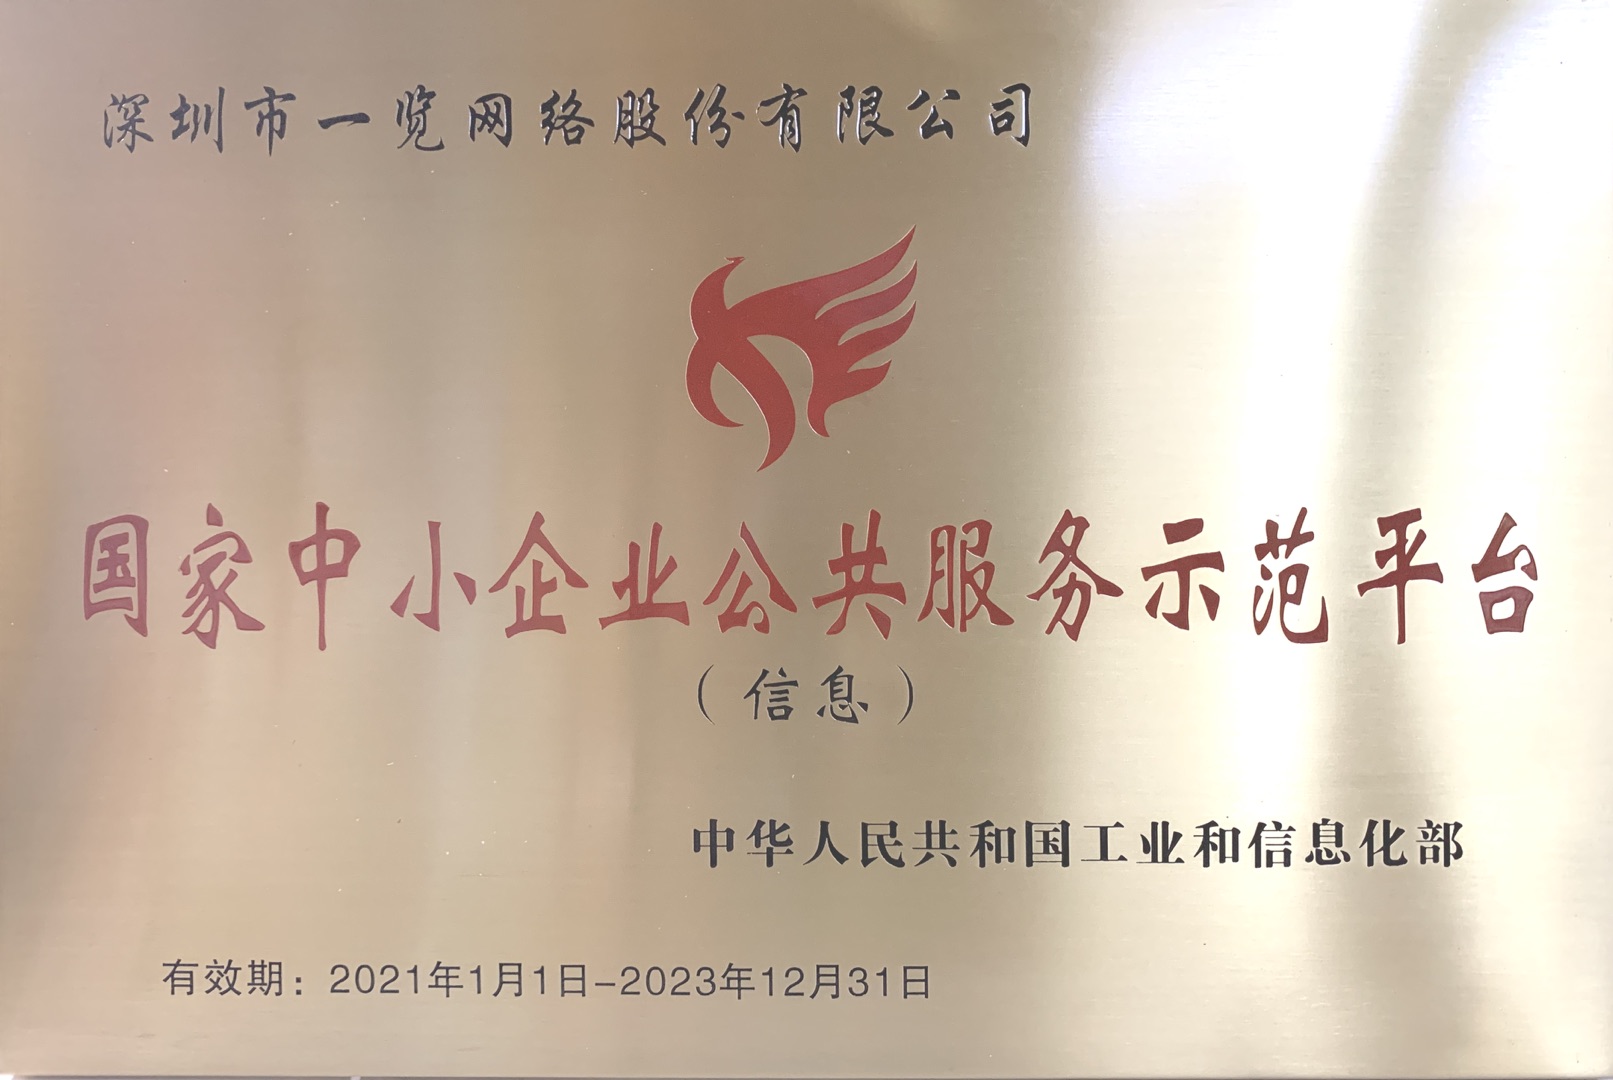 深圳市一览网络股份有限公司
国家中小企业公共服务示范平台
（信息）
中华人民共和国工业和信息化部
有效期：2021年1月1日-2023年12月31日